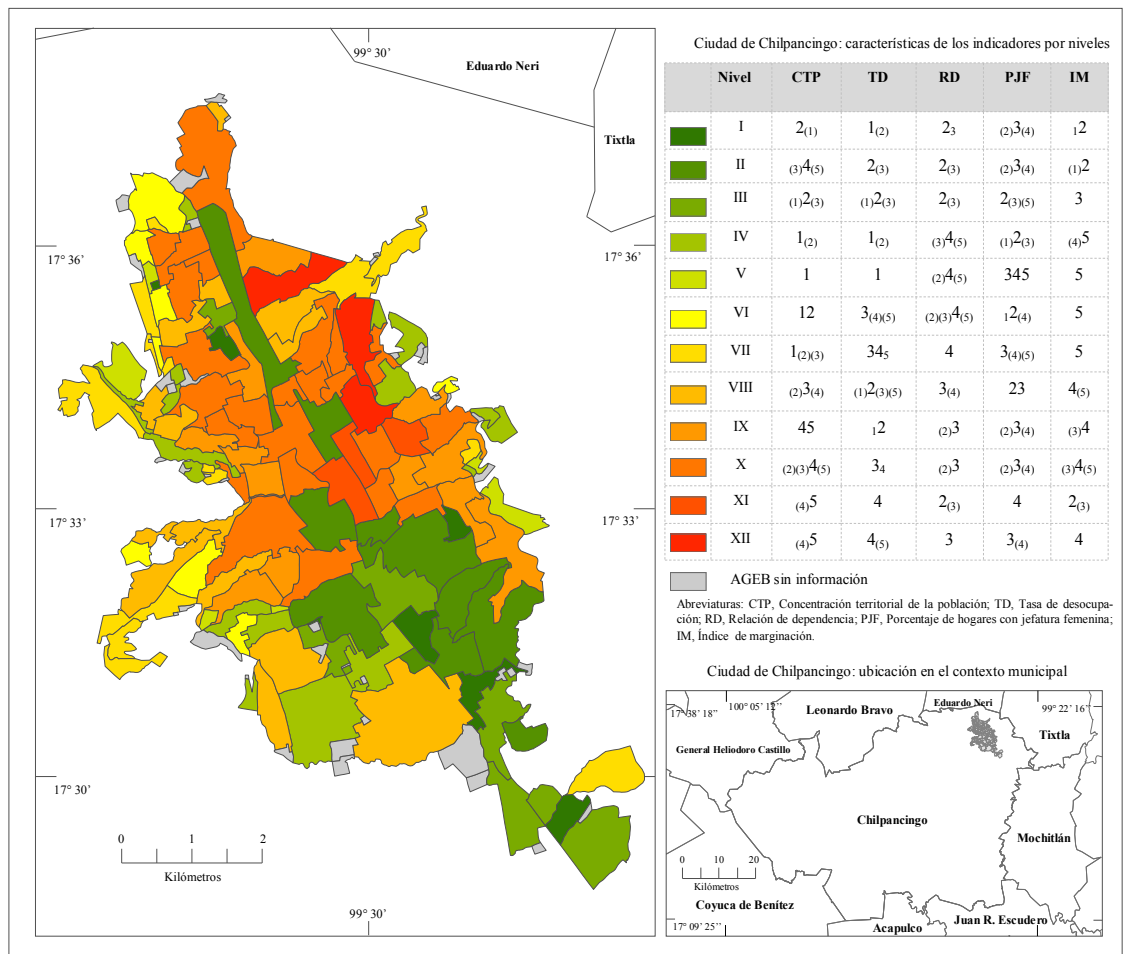 99° 30’
Eduardo Neri
Tixtla
17° 36’
17° 36’
17° 33’
17° 33’
17° 30’
17° 30’
0 1 2
Kilómetros
99° 30’
Ciudad de Chilpancingo: características de los indicadores por niveles
Nivel CTP TD RD PJF IM
I 2(1) 1(2) 23 (2)3(4) 12
II (3)4(5) 2(3) 2(3) (2)3(4) (1)2
III (1)2(3) (1)2(3) 2(3) 2(3)(5) 3
IV 1(2) 1(2) (3)4(5) (1)2(3) (4)5
V 1 1 (2)4(5) 345 5
VI 12 3(4)(5) (2)(3)4(5) 12(4) 5
VII 1(2)(3) 345 4 3(4)(5) 5
VIII (2)3(4) (1)2(3)(5) 3(4) 23 4(5)
IX 45 12 (2)3 (2)3(4) (3)4
X (2)(3)4(5) 34 (2)3 (2)3(4) (3)4(5)
XI (4)5 4 2(3) 4 2(3)
XII (4)5 4(5) 3 3(4) 4
AGEB sin información
Abreviaturas: CTP, Concentración territorial de la población; TD, Tasa de desocupa-
ción; RD, Relación de dependencia; PJF, Porcentaje de hogares con jefatura femenina;
IM, Índice de marginación.
Ciudad de Chilpancingo: ubicación en el contexto municipal
17° 38’ 18’’
100° 05’ 12’’
Leonardo Bravo
Eduardo Neri
99° 22’ 16’’
Tixtla
General Heliodoro Castillo
Chilpancingo
Mochitlán
0 10 20
Kilómetros
Coyuca de Benítez
Juan R. Escudero
17° 09’ 25’’
Acapulco